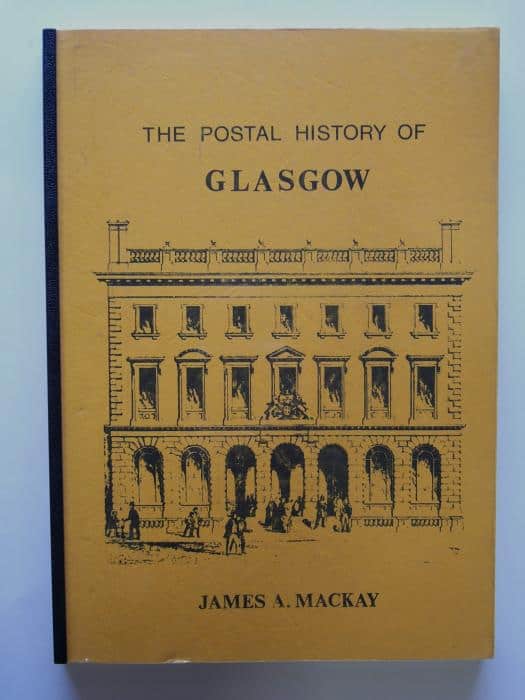 THE POSTAL HISTORY OF
GLASGOW
JAMES A. MACKAY